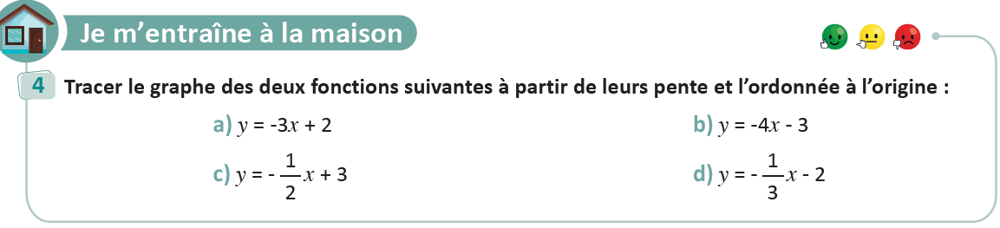 Je m'entraîne à la maison
4 Tracer le graphe des deux fonctions suivantes à partir de leurs pente et l'ordonnée à l'origine :
a) y = -3x + 2 b) y = -4x - 3
c) y = - 1/2 x + 3 d) y = - 1/3 x - 2